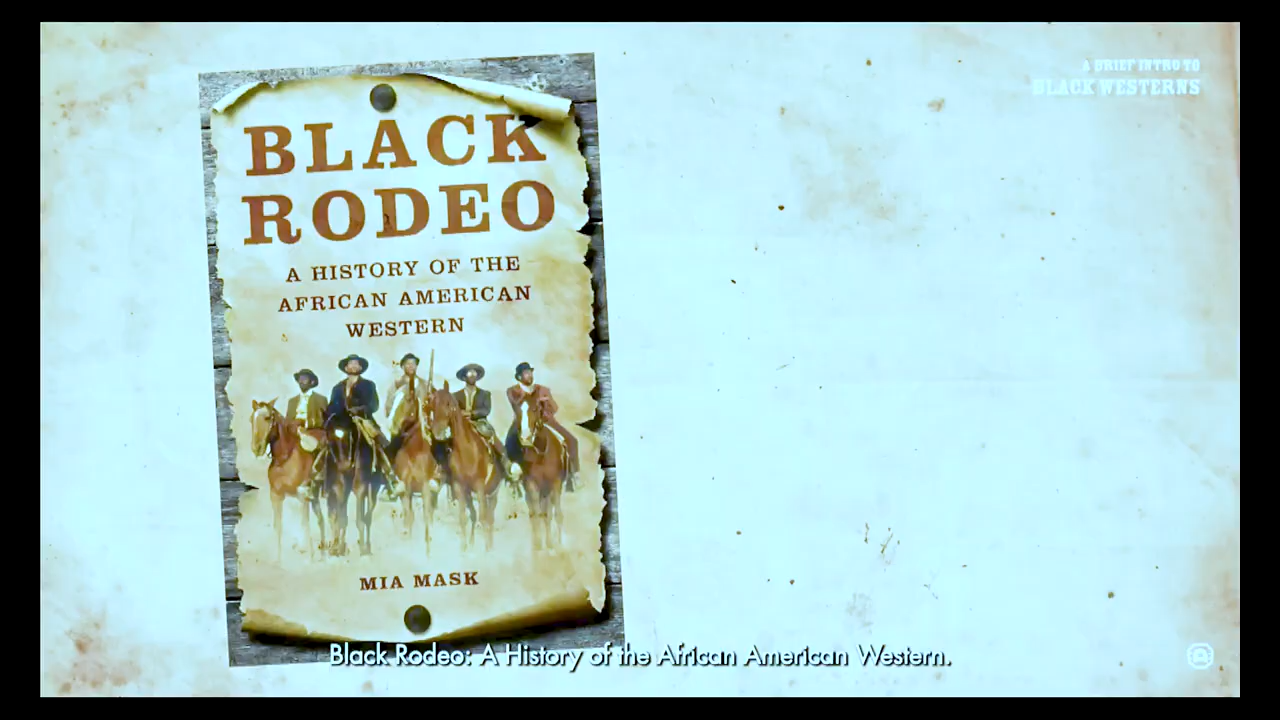 A BRIEF INTRO TO
BLACK WESTERNS
BLACK
RODEO
A HISTORY OF THE
AFRICAN AMERICAN
WESTERN
MIA MASK
Black Rodeo: A History of the African American Western.